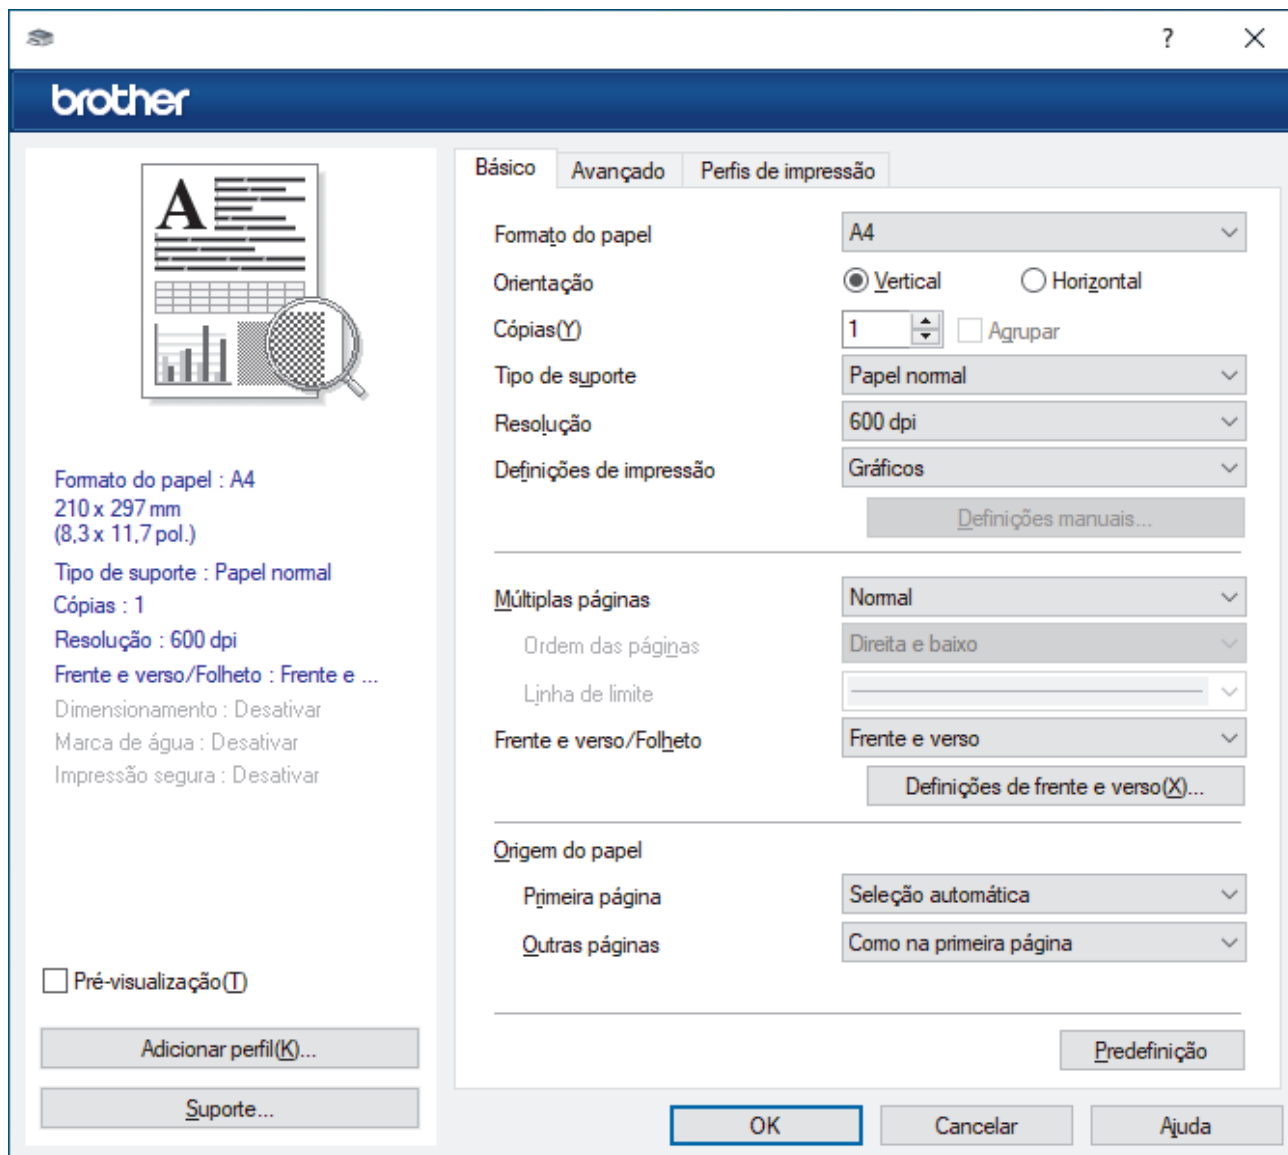 ?
brother
A
Formato do papel : A4
210 x 297 mm
(8,3 x 11,7 pol.)
Tipo de suporte : Papel normal
Cópias : 1
Resolução : 600 dpi
Frente e verso/Folheto : Frente e ...
Dimensionamento : Desativar
Marca de água : Desativar
Impressão segura : Desativar
Pré-visualização(T)
Adicionar perfil(K)...
Suporte...
Básico Avançado Perfis de impressão
Formato do papel A4
Orientação Vertical Horizontal
Cópias(Y) 1 Agrupar
Tipo de suporte Papel normal
Resolução 600 dpi
Definições de impressão Gráficos
Definições manuais...
Múltiplas páginas Normal
Ordem das páginas Direita e baixo
Linha de limite
Frente e verso/Folheto Frente e verso
Definições de frente e verso(X)...
Origem do papel
Primeira página Seleção automática
Outras páginas Como na primeira página
Predefinição
OK Cancelar Ajuda